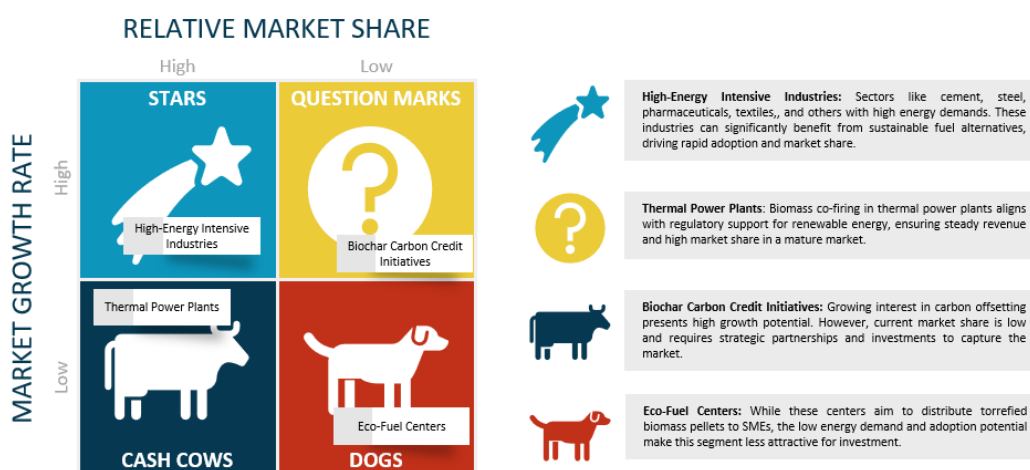 RELATIVE MARKET SHARE
High
Low
MARKET GROWTH RATE
High
Low
STARS
QUESTION MARKS
High-Energy Intensive
Industries
Biochar Carbon Credit
Initiatives
Thermal Power Plants
Eco-Fuel Centers
CASH COWS
DOGS
High-Energy Intensive Industries: Sectors like cement, steel,
pharmaceuticals, textiles,, and others with high energy demands. These
industries can significantly benefit from sustainable fuel alternatives,
driving rapid adoption and market share.
Thermal Power Plants: Biomass co-firing in thermal power plants aligns
with regulatory support for renewable energy, ensuring steady revenue
and high market share in a mature market.
Biochar Carbon Credit Initiatives: Growing interest in carbon offsetting
presents high growth potential. However, current market share is low
and requires strategic partnerships and investments to capture the
market.
Eco-Fuel Centers: While these centers aim to distribute torrefied
biomass pellets to SMEs, the low energy demand and adoption potential
make this segment less attractive for investment.